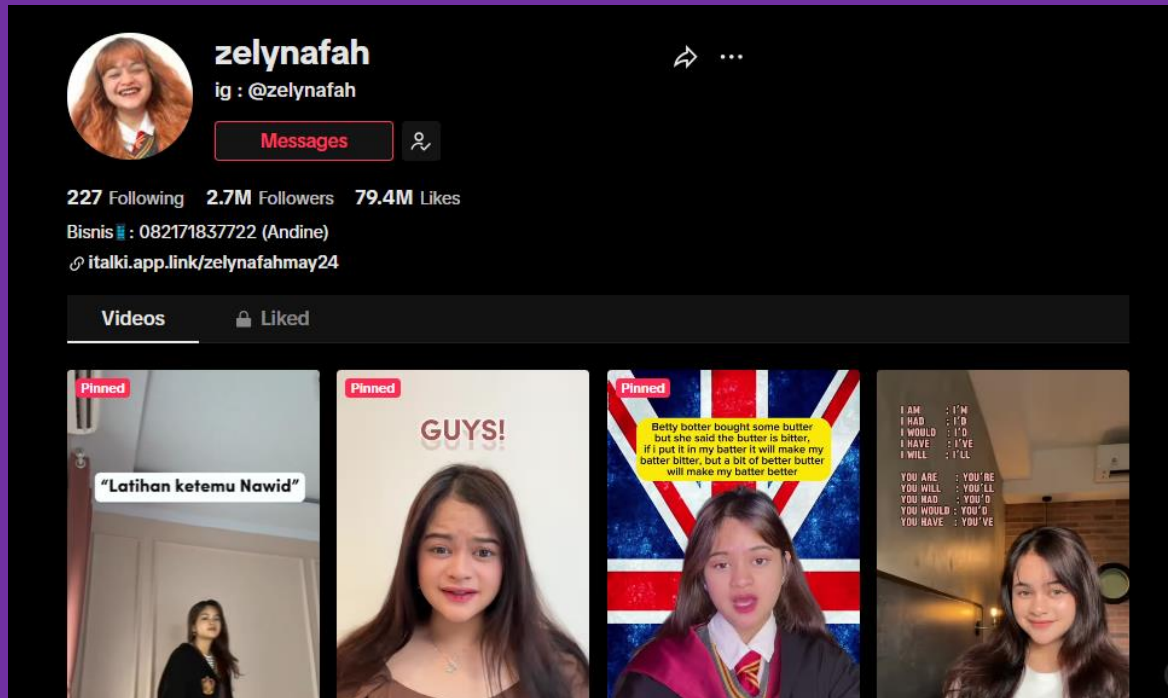 zelynafah
ig : @zelynafah
Messages
227 Following 2.7M Followers 79.4M Likes
Bisnis : 082171837722 (Andine)
italki.app.link/zelynafahmay24
Videos Liked
Pinned
"Latihan ketemu Nawid"
Pinned
GUYS!
Pinned
Betty botter bought some butter
but she said the butter is bitter,
if i put it in my batter it will make my
batter bitter, but a bit of better butter
will make my batter better
I AM : I'M
I HAD : I'D
I WOULD : I'D
I HAVE : I'VE
I WILL : I'LL
YOU ARE : YOU'RE
YOU WILL : YOU'LL
YOU HAD : YOU'D
YOU WOULD : YOU'D
YOU HAVE : YOU'VE